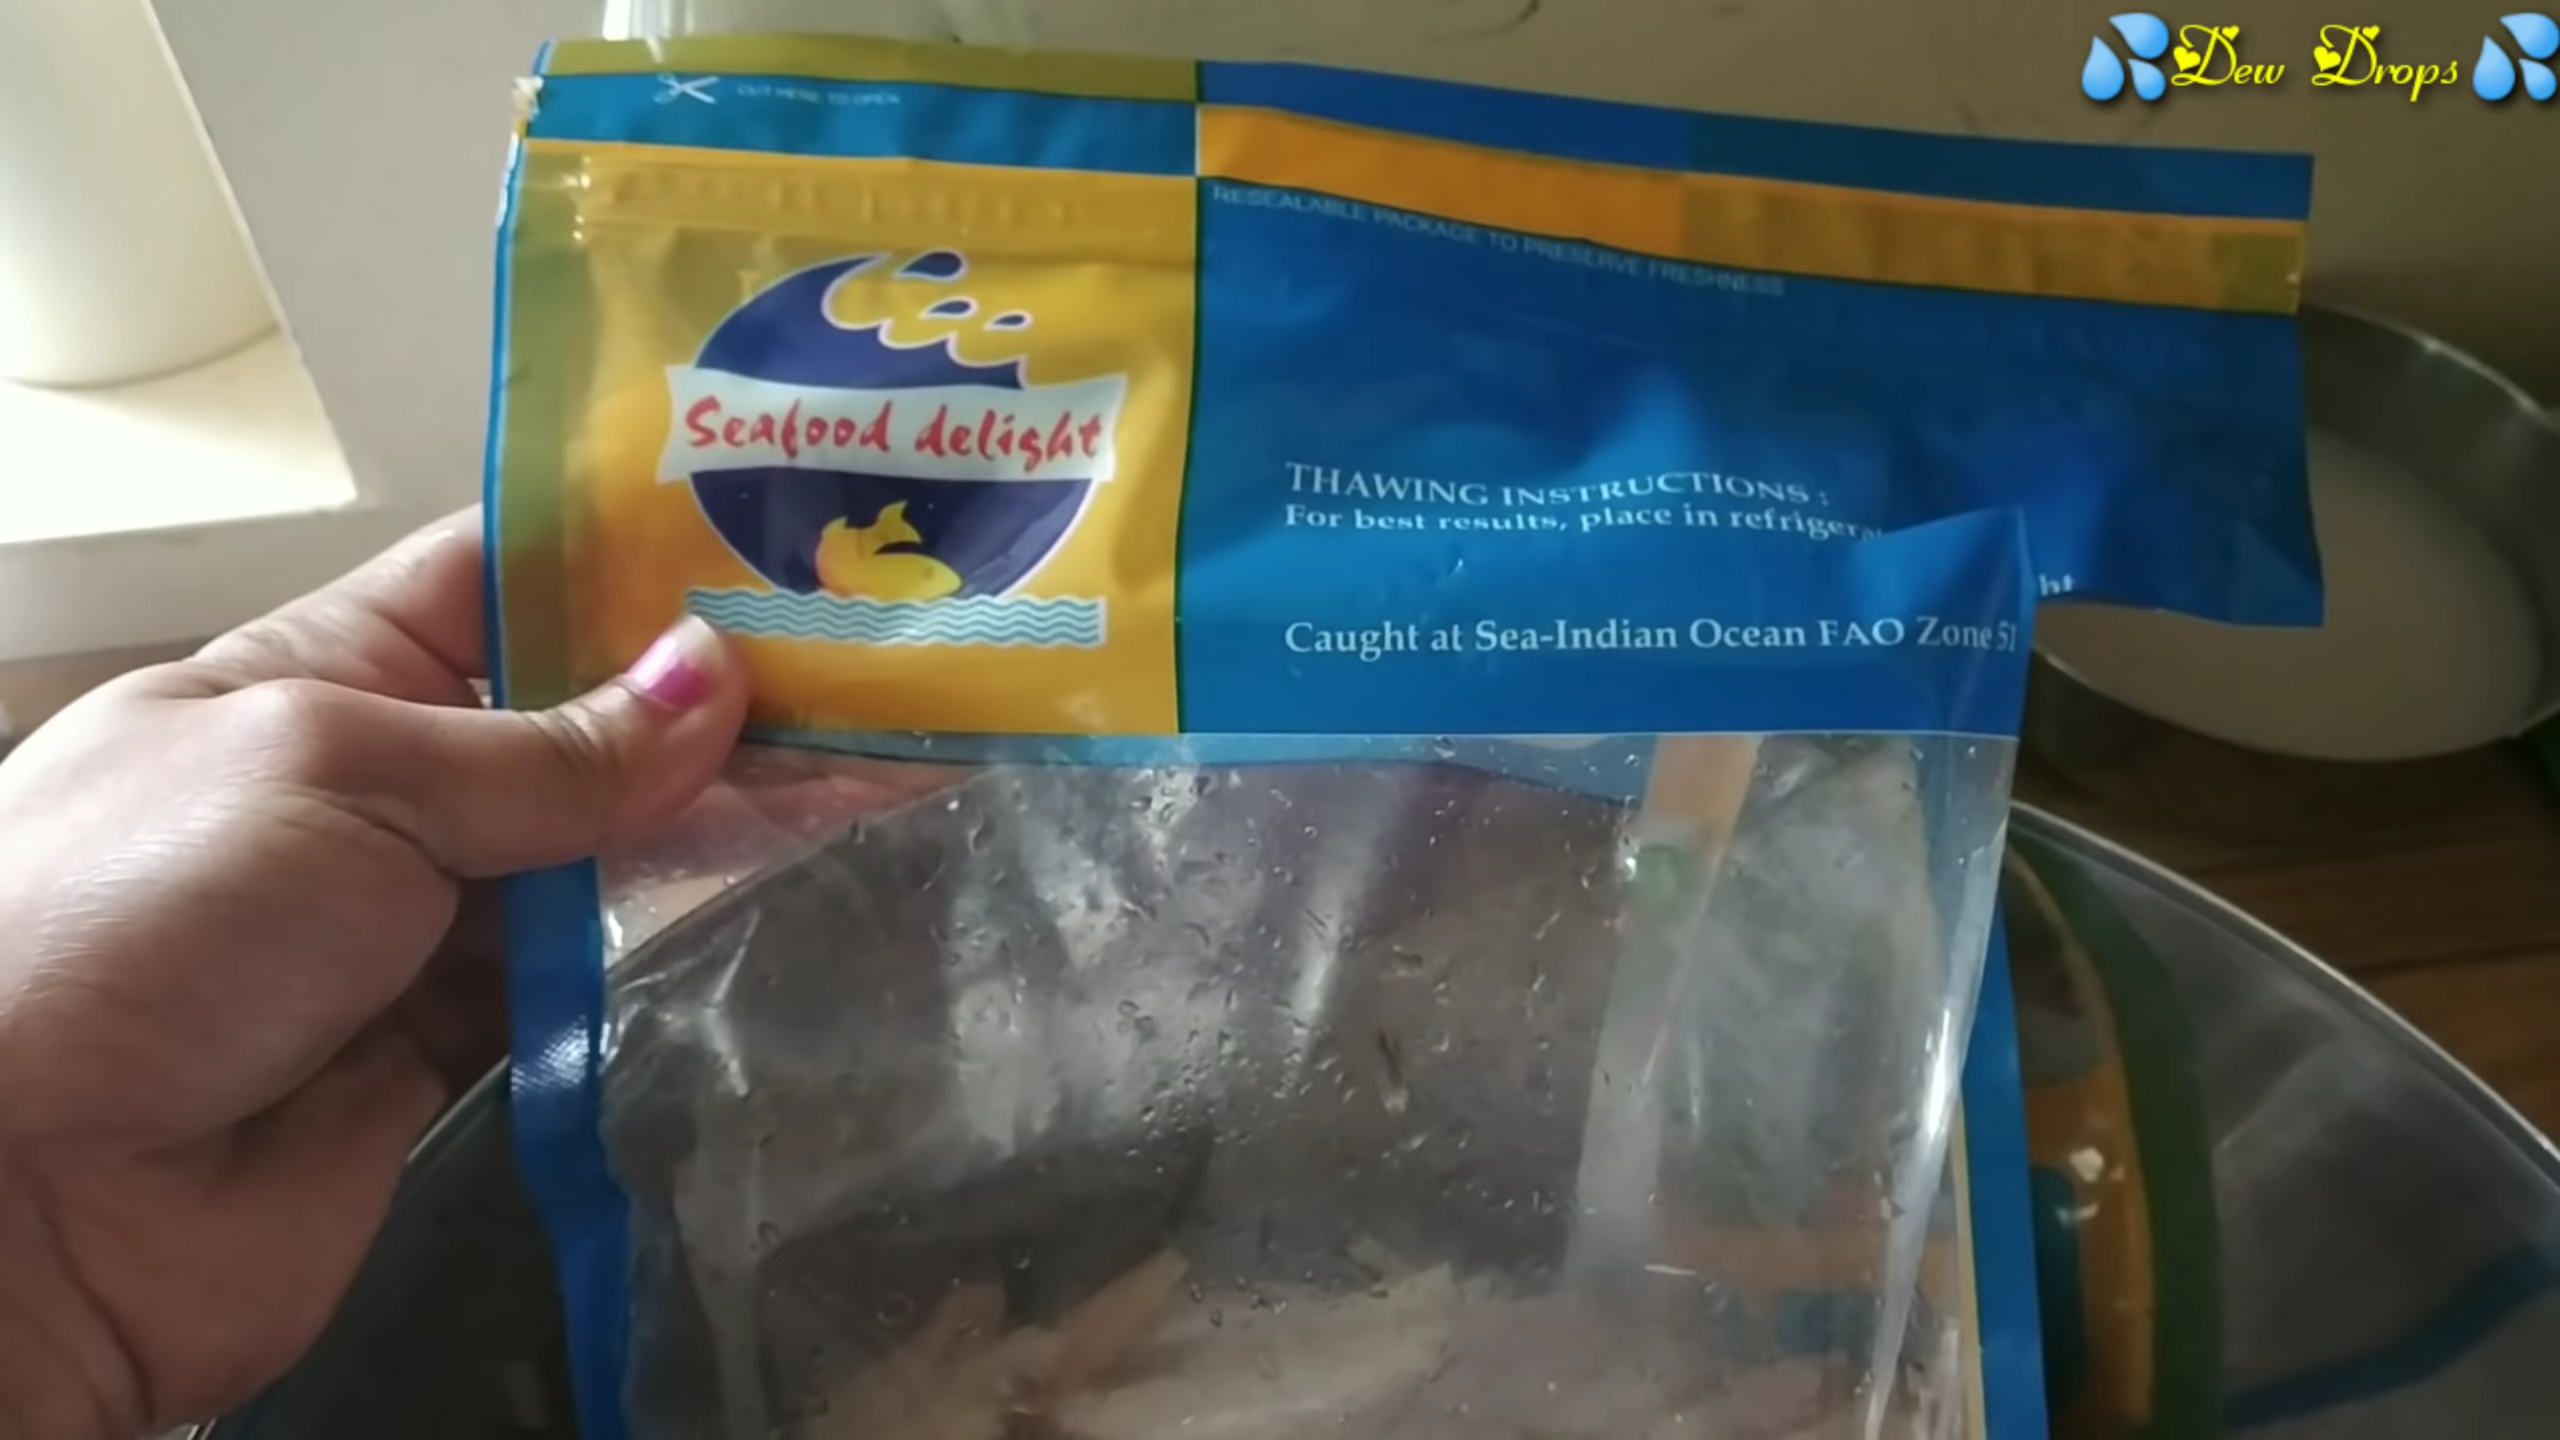 Dew Drops
CUT HERE TO OPEN
RESEALABLE PACKAGE TO PRESERVE FRESHNESS
Seafood delight
THAWING INSTRUCTIONS :
For best results, place in
Caught at Sea-Indian Ocean FAO Zone 51